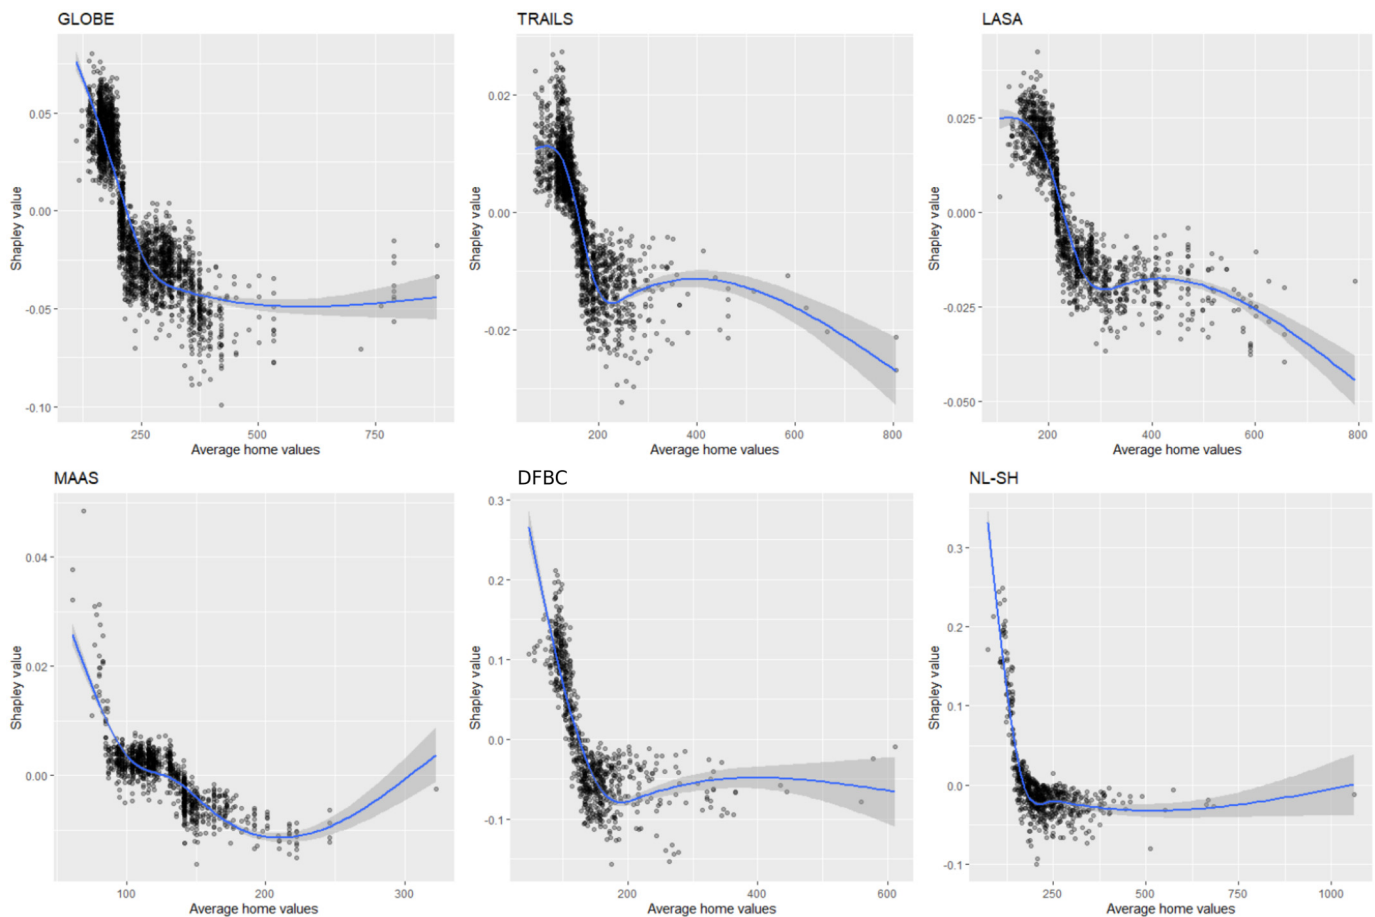 GLOBE
TRAILS
LASA
0.05
0.00
-0.05
-0.10
Shapley value
250
500
750
Average home values
0.02
0.00
-0.02
Shapley value
200
400
600
800
Average home values
0.025
0.000
-0.025
-0.050
Shapley value
200
400
600
800
Average home values
MAAS
DFBC
NL-SH
0.04
0.02
0.00
Shapley value
100
200
300
Average home values
0.3
0.2
0.1
0.0
-0.1
Shapley value
200
400
600
Average home values
0.3
0.2
0.1
0.0
-0.1
Shapley value
250
500
750
1000
Average home values